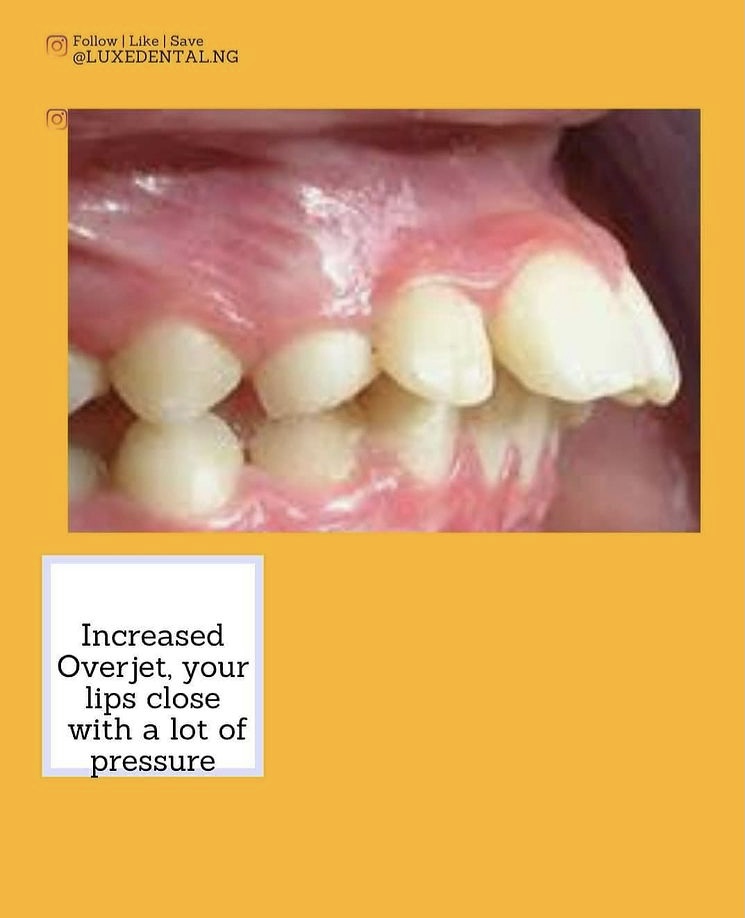 Follow | Like | Save
@LUXEDENTAL.NG
Increased
Overjet, your
lips close
with a lot of
pressure